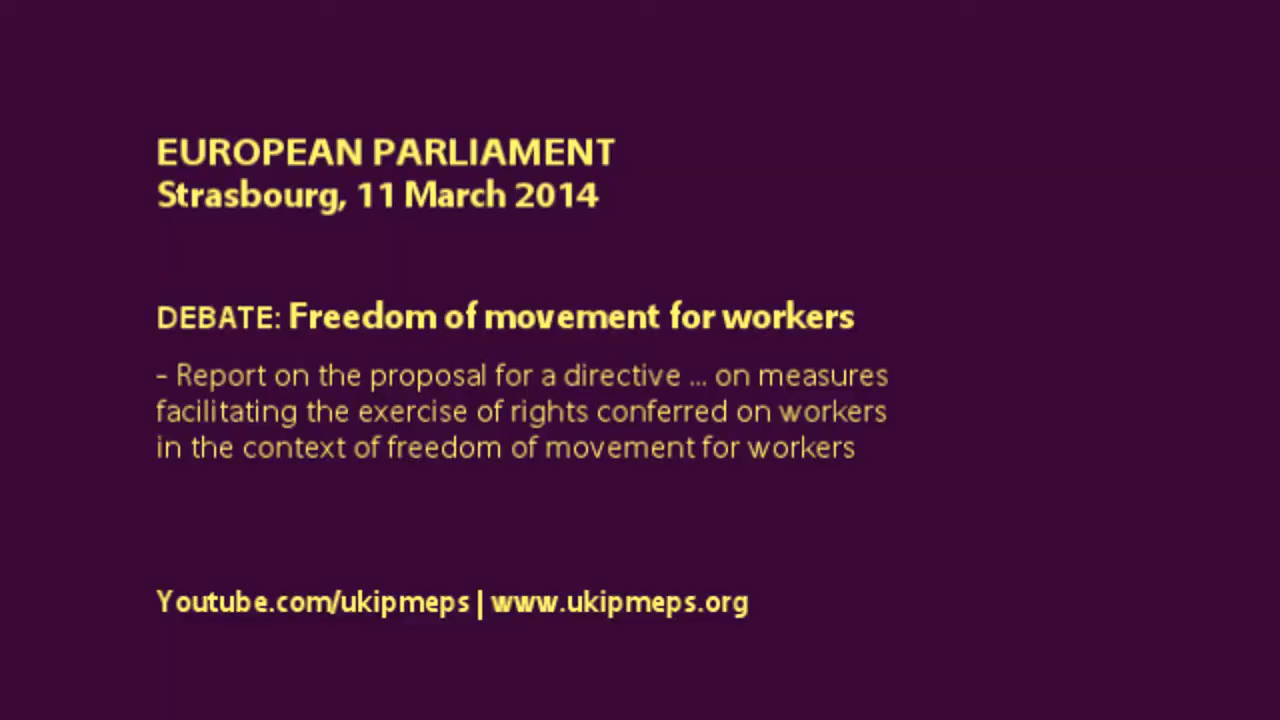 EUROPEAN PARLIAMENT
Strasbourg, 11 March 2014
DEBATE: Freedom of movement for workers
- Report on the proposal for a directive ... on measures
facilitating the exercise of rights conferred on workers
in the context of freedom of movement for workers
Youtube.com/ukipmeps | www.ukipmeps.org